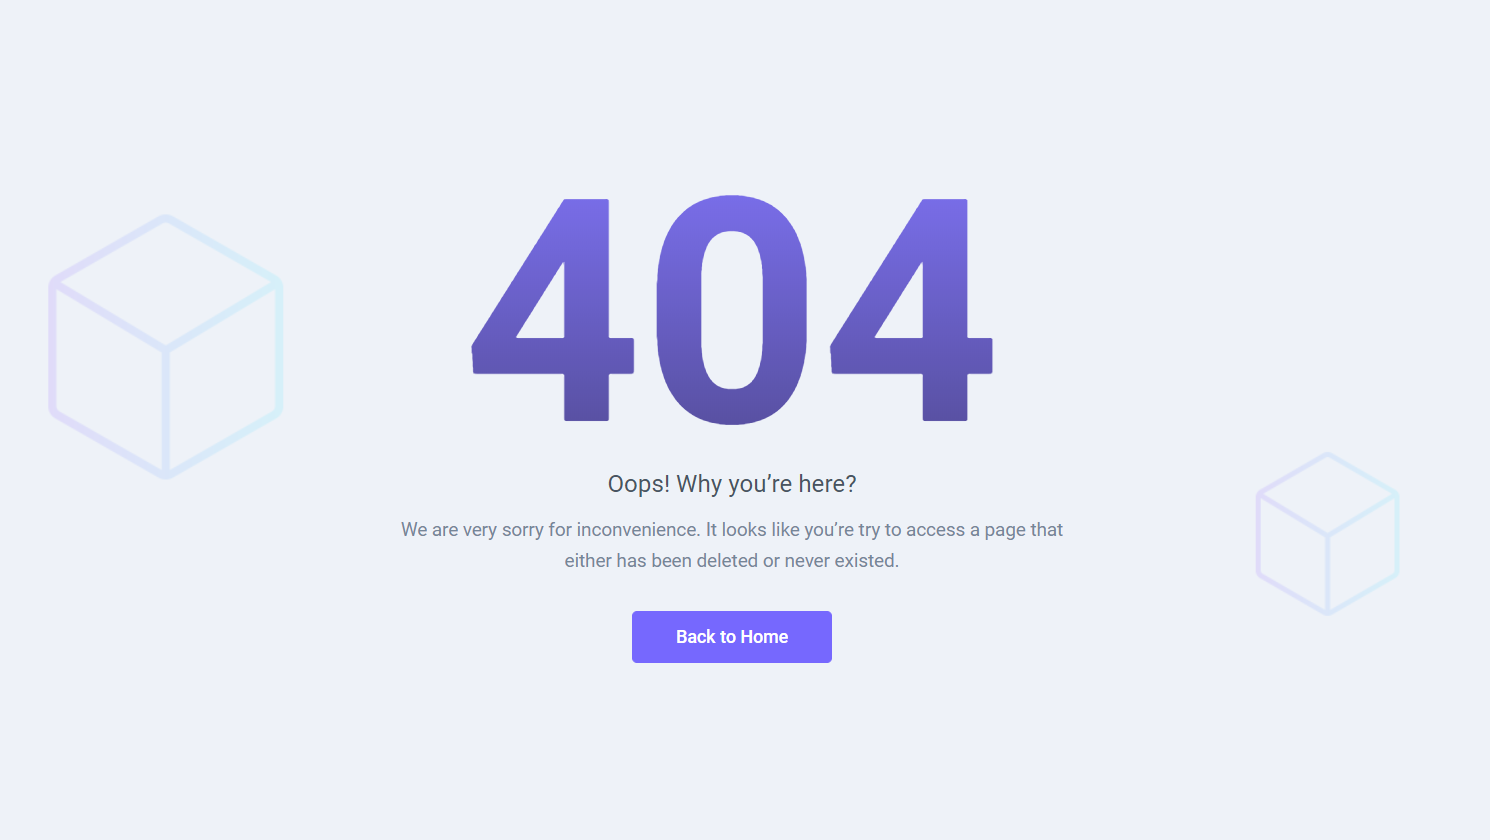 404
Oops! Why you’re here?
We are very sorry for inconvenience. It looks like you’re try to access a page that
either has been deleted or never existed.
Back to Home